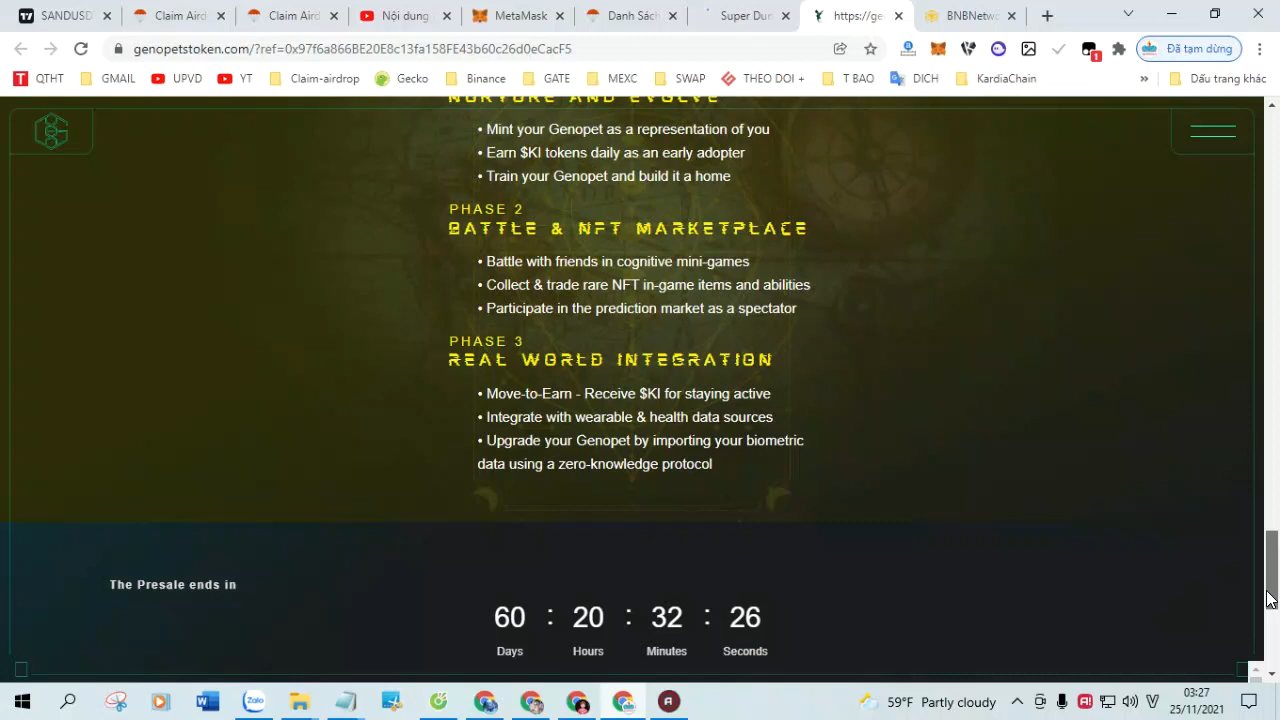 SANDUSD
Claim Aird
Claim Aird
Nội dung
MetaMask
Danh Sách
Super Dun
https://ge
BNBNetwo
genopetstoken.com/?ref=0x97f6a866BE20E8c13fa158FE43b60c26d0eCacF5
1
Đã tạm dừng
QTHT
GMAIL
UPVD
YT
Claim-airdrop
Gecko
Binance
GATE
MEXC
SWAP
THEO DOI +
T BAO
DICH
KardiaChain
»
Dấu trang khác
NURTURE AND EVOLVE
• Mint your Genopet as a representation of you
• Earn $KI tokens daily as an early adopter
• Train your Genopet and build it a home
PHASE 2
BATTLE & NFT MARKETPLACE
• Battle with friends in cognitive mini-games
• Collect & trade rare NFT in-game items and abilities
• Participate in the prediction market as a spectator
PHASE 3
REAL WORLD INTEGRATION
• Move-to-Earn - Receive $KI for staying active
• Integrate with wearable & health data sources
• Upgrade your Genopet by importing your biometric
data using a zero-knowledge protocol
The Presale ends in
60 : 20 : 32 : 26
Days Hours Minutes Seconds
Zalo
59°F Partly cloudy
03:27
25/11/2021